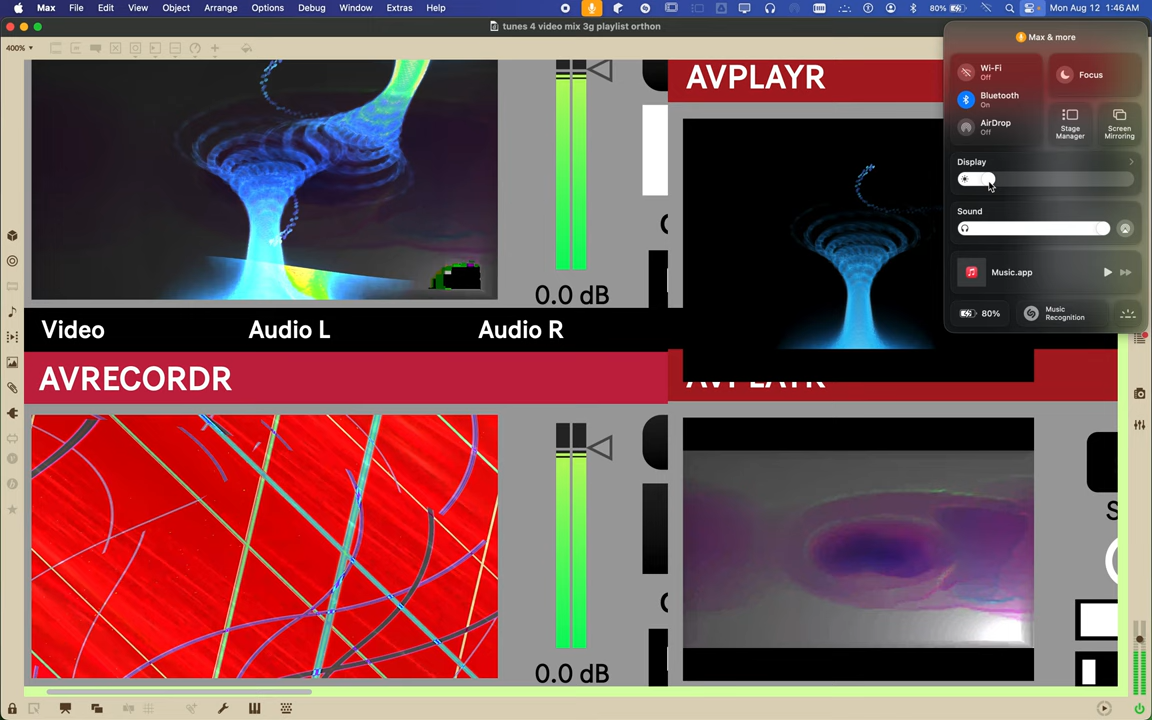 Max File Edit View Object Arrange Options Debug Window Extras Help 80% Mon Aug 12 1:46 AM
tunes 4 video mix 3g playlist orthon
400%
Max & more
Wi-Fi
Off
Focus
Bluetooth
On
AirDrop
Off
Stage
Manager
Screen
Mirroring
Display
Sound
Music.app
80%
Music
Recognition
AVPLAYR
0.0 dB
Video Audio L Audio R
AVRECORDR
AVPLAYR
0.0 dB